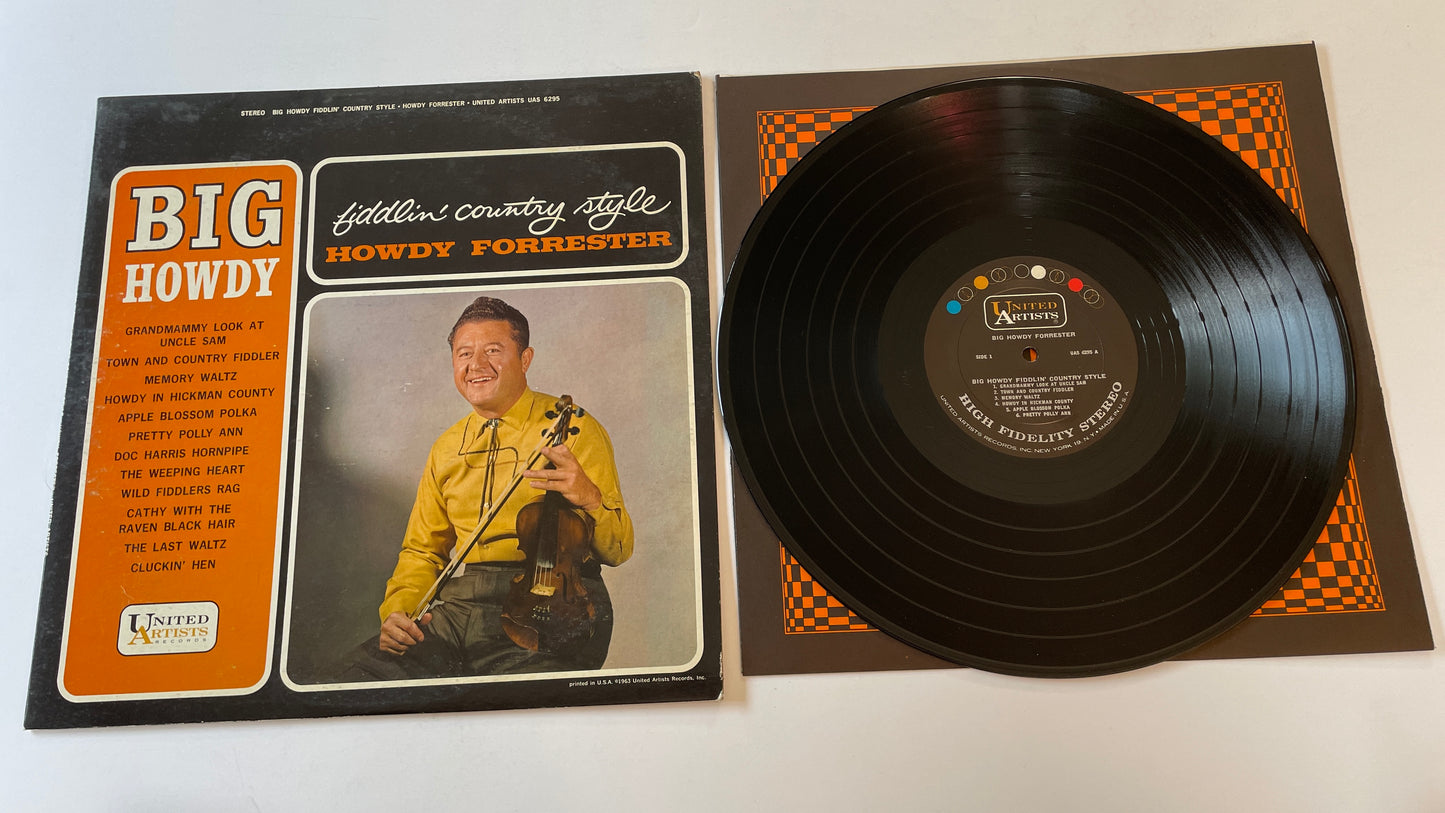 STEREO BIG HOWDY FIDDLIN' COUNTRY STYLE • HOWDY FORRESTER • UNITED ARTISTS UAS 6295
BIG
HOWDY
GRANDMAMMY LOOK AT
UNCLE SAM
TOWN AND COUNTRY FIDDLER
MEMORY WALTZ
HOWDY IN HICKMAN COUNTY
APPLE BLOSSOM POLKA
PRETTY POLLY ANN
DOC HARRIS HORNPIPE
THE WEEPING HEART
WILD FIDDLERS RAG
CATHY WITH THE
RAVEN BLACK HAIR
THE LAST WALTZ
CLUCKIN' HEN
UNITED
ARTISTS
RECORDS
fiddlin' country style
HOWDY FORRESTER
printed in U.S.A. ©1963 United Artists Records, Inc.
UNITED
ARTISTS
®
BIG HOWDY FORRESTER
SIDE 1
UAS 6295 A
BIG HOWDY FIDDLIN' COUNTRY STYLE
1. GRANDMAMMY LOOK AT UNCLE SAM
2. TOWN AND COUNTRY FIDDLER
3. MEMORY WALTZ
4. HOWDY IN HICKMAN COUNTY
5. APPLE BLOSSOM POLKA
6. PRETTY POLLY ANN
HIGH FIDELITY STEREO
UNITED ARTISTS RECORDS, INC. NEW YORK 19, N.Y. • MADE IN U.S.A.